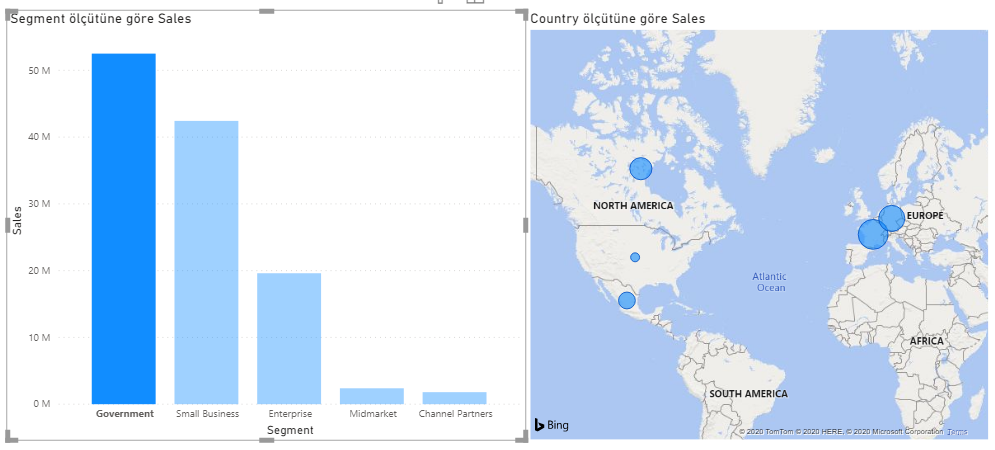 Segment ölçütüne göre Sales
50 M
40 M
30 M
20 M
10 M
0 M
Sales
Government
Small Business
Enterprise
Midmarket
Channel Partners
Segment
Country ölçütüne göre Sales
NORTH AMERICA
EUROPE
Atlantic
Ocean
AFRICA
SOUTH AMERICA
Bing
© 2020 TomTom © 2020 HERE, © 2020 Microsoft Corporation Terms